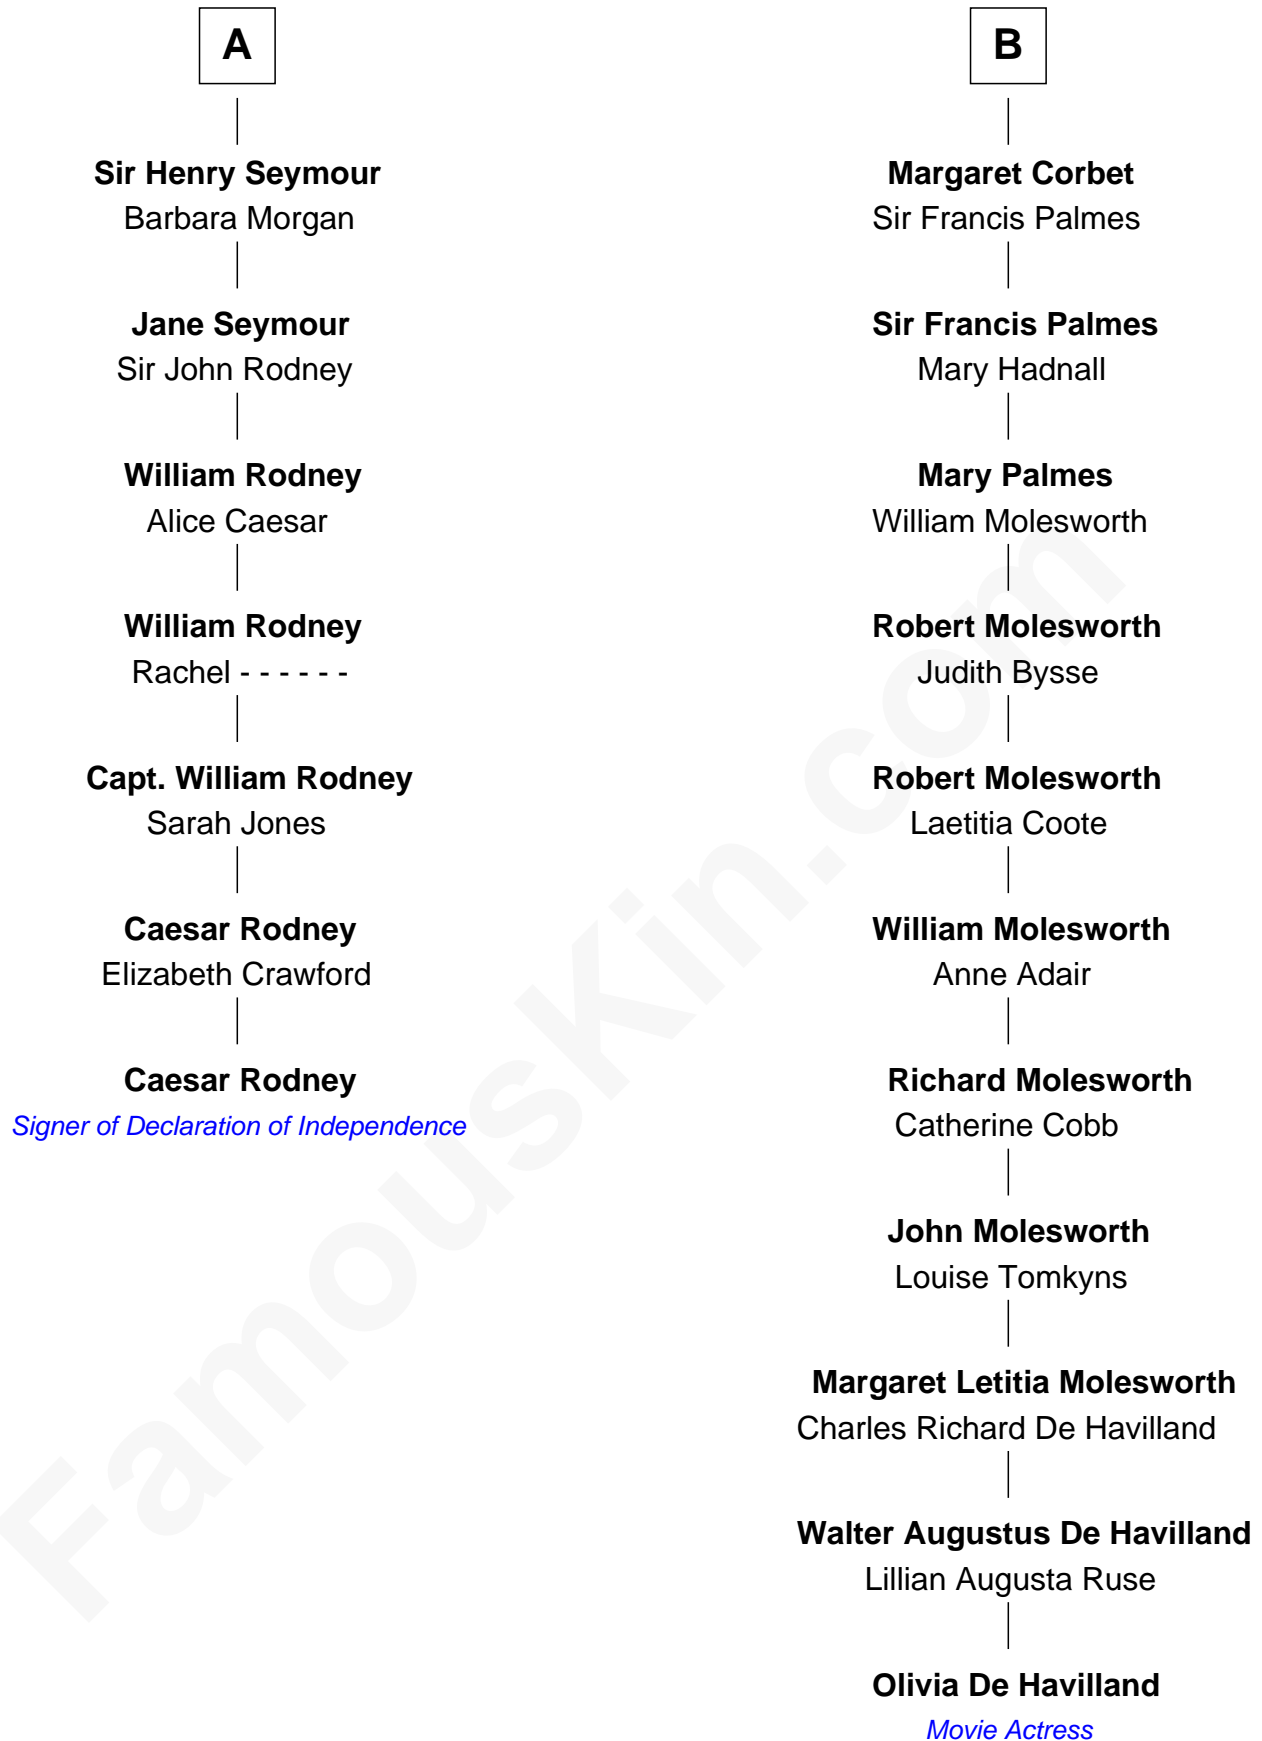 A
Sir Henry Seymour
Barbara Morgan
Jane Seymour
Sir John Rodney
William Rodney
Alice Caesar
William Rodney
Rachel - - - - - -
Capt. William Rodney
Sarah Jones
Caesar Rodney
Elizabeth Crawford
Caesar Rodney
Signer of Declaration of Independence
B
Margaret Corbet
Sir Francis Palmes
Sir Francis Palmes
Mary Hadnall
Mary Palmes
William Molesworth
Robert Molesworth
Judith Bysse
Robert Molesworth
Laetitia Coote
William Molesworth
Anne Adair
Richard Molesworth
Catherine Cobb
John Molesworth
Louise Tomkyns
Margaret Letitia Molesworth
Charles Richard De Havilland
Walter Augustus De Havilland
Lillian Augusta Ruse
Olivia De Havilland
Movie Actress
FamousKin.com